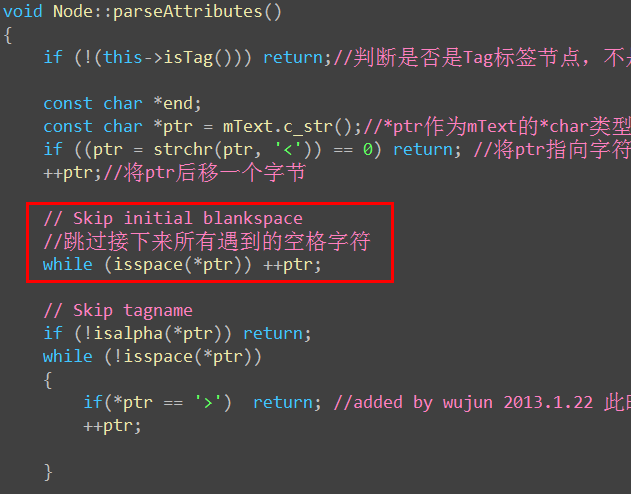 void Node::parseAttributes()
{
if (!(this->isTag())) return;//判断是否是Tag标签节点，不
const char *end;
const char *ptr = mText.c_str();//*ptr作为mText的*char类型
if ((ptr = strchr(ptr, '<')) == 0) return; //将ptr指向字符
++ptr;//将ptr后移一个字节
// Skip initial blankspace
//跳过接下来所有遇到的空格字符
while (isspace(*ptr)) ++ptr;
// Skip tagname
if (!isalpha(*ptr)) return;
while (!isspace(*ptr))
{
if(*ptr == '>')  return; //added by wujun 2013.1.22 此
++ptr;
}